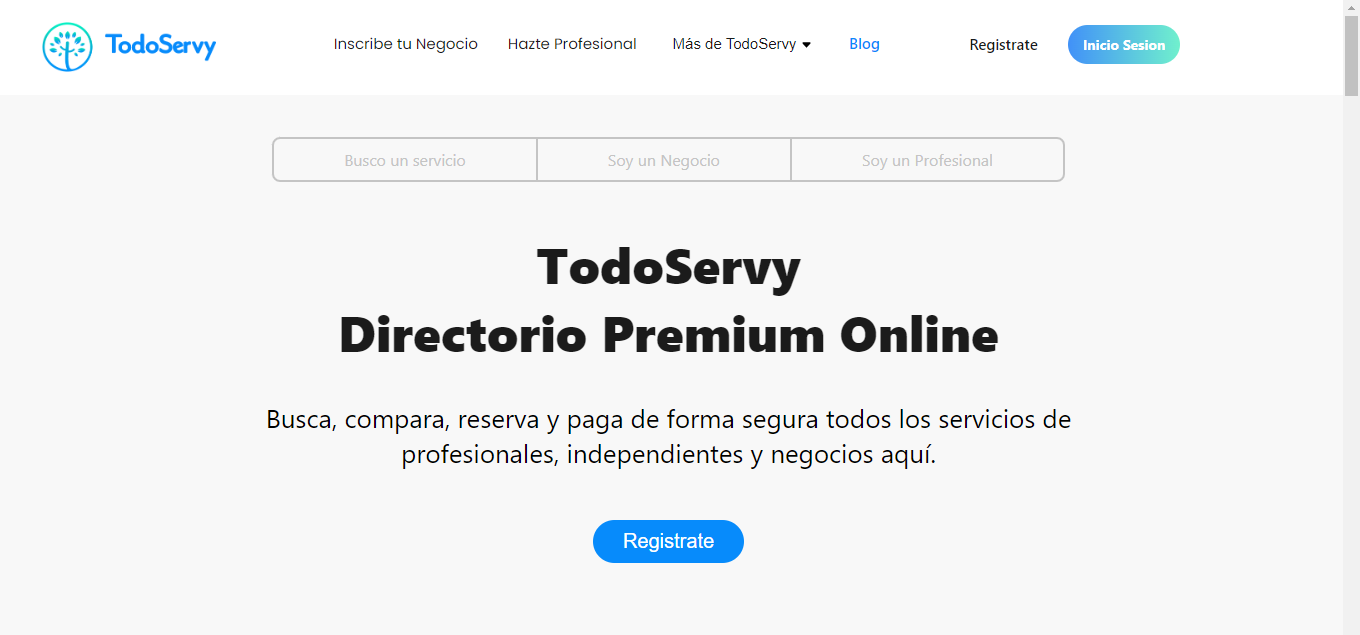 TodoServy
Inscribe tu Negocio
Hazte Profesional
Más de TodoServy
Blog
Registrate
Inicio Sesion
Busco un servicio
Soy un Negocio
Soy un Profesional
TodoServy
Directorio Premium Online
Busca, compara, reserva y paga de forma segura todos los servicios de
profesionales, independientes y negocios aquí.
Registrate